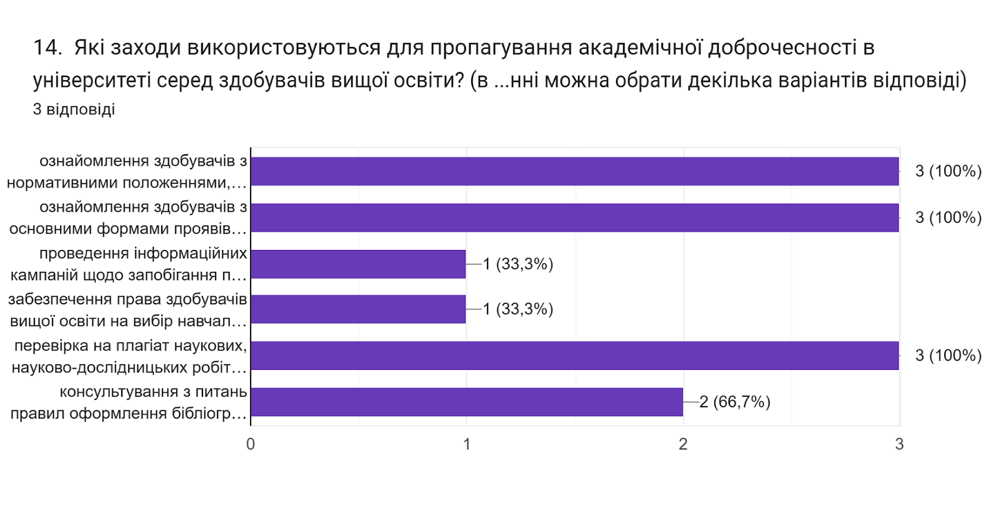 14.  Які заходи використовуються для пропагування академічної доброчесності в
університеті серед здобувачів вищої освіти? (в ...нні можна обрати декілька варіантів відповіді)
3 відповіді
ознайомлення здобувачів з
нормативними положеннями,…
3 (100%)
ознайомлення здобувачів з
основними формами проявів…
3 (100%)
проведення інформаційних
кампаній щодо запобігання п…
1 (33,3%)
забезпечення права здобувачів
вищої освіти на вибір навчал…
1 (33,3%)
перевірка на плагіат наукових,
науково-дослідницьких робіт…
3 (100%)
консультування з питань
правил оформлення бібліогр…
2 (66,7%)
0 1 2 3